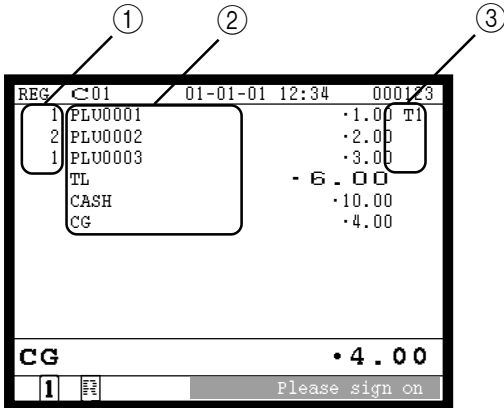 ① ② ③
REG C01 01-01-01 12:34 000123
1 PLU0001 ·1.00 T1
2 PLU0002 ·2.00
1 PLU0003 ·3.00
TL ·6.00
CASH ·10.00
CG ·4.00
CG ·4.00
1 R Please sign on